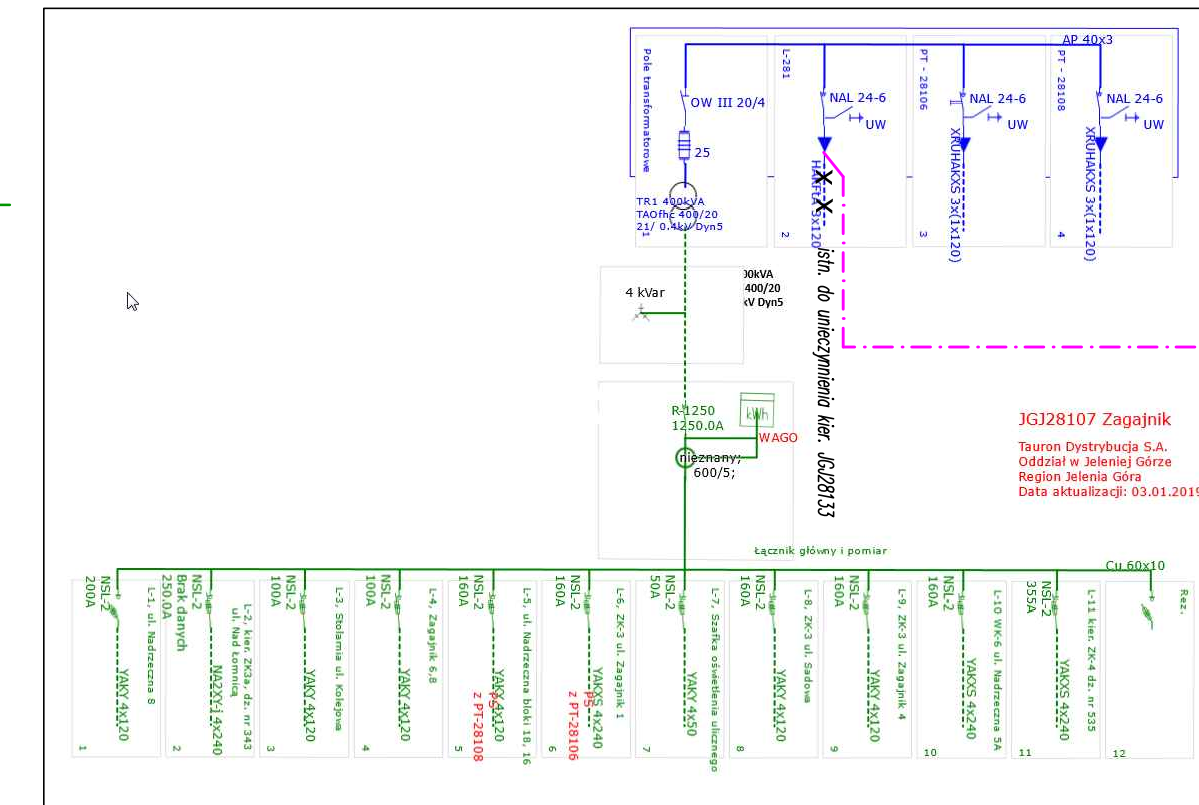 AP 40x3
Pole transformatorowe
OW III 20/4
25
TR1 400kVA
TAOfhc 400/20
21/ 0.4kV Dyn5
1
L-281
NAL 24-6
UW
HAKFtA 3x120
2
PT - 28106
NAL 24-6
UW
XRUHAKXS 3x(1x120)
3
PT - 28108
NAL 24-6
UW
XRUHAKXS 3x(1x120)
4
X
X
istn. do unieczynnienia kier. JGJ28133
4 kVar
00kVA
400/20
kV Dyn5
R-1250
1250.0A
kWh
WAGO
nieznany;
600/5;
Łącznik główny i pomiar
JGJ28107 Zagajnik
Tauron Dystrybucja S.A.
Oddział w Jeleniej Górze
Region Jelenia Góra
Data aktualizacji: 03.01.2019
Cu 60x10
NSL-2
200A
L-1, ul. Nadrzeczna 8
YAKY 4x120
1
NSL-2
250.0A
Brak danych
L-2, kier. ZK3a, dz. nr 343
ul. Nad Łomnicą
NA2XY-J 4x240
2
NSL-2
100A
L-3, Stolarnia ul. Kolejowa
YAKY 4x120
3
NSL-2
100A
L-4, Zagajnik 6,8
YAKY 4x120
4
NSL-2
160A
L-5, ul. Nadrzeczna bloki 18, 16
YAKY 4x120
PS
z PT-28108
5
NSL-2
160A
L-6, ZK-3 ul. Zagajnik 1
YAKXS 4x240
PS
z PT-28106
6
NSL-2
50A
L-7, Szafka oświetlenia ulicznego
YAKY 4x50
7
NSL-2
160A
L-8, ZK-3 ul. Sadowa
YAKY 4x120
8
NSL-2
160A
L-9, ZK-3 ul. Zagajnik 4
YAKY 4x120
9
NSL-2
160A
L-10 WK-6 ul. Nadrzeczna 5A
YAKXS 4x240
10
NSL-2
355A
L-11 kier. ZK-4 dz. nr 535
YAKXS 4x240
11
Rez.
12